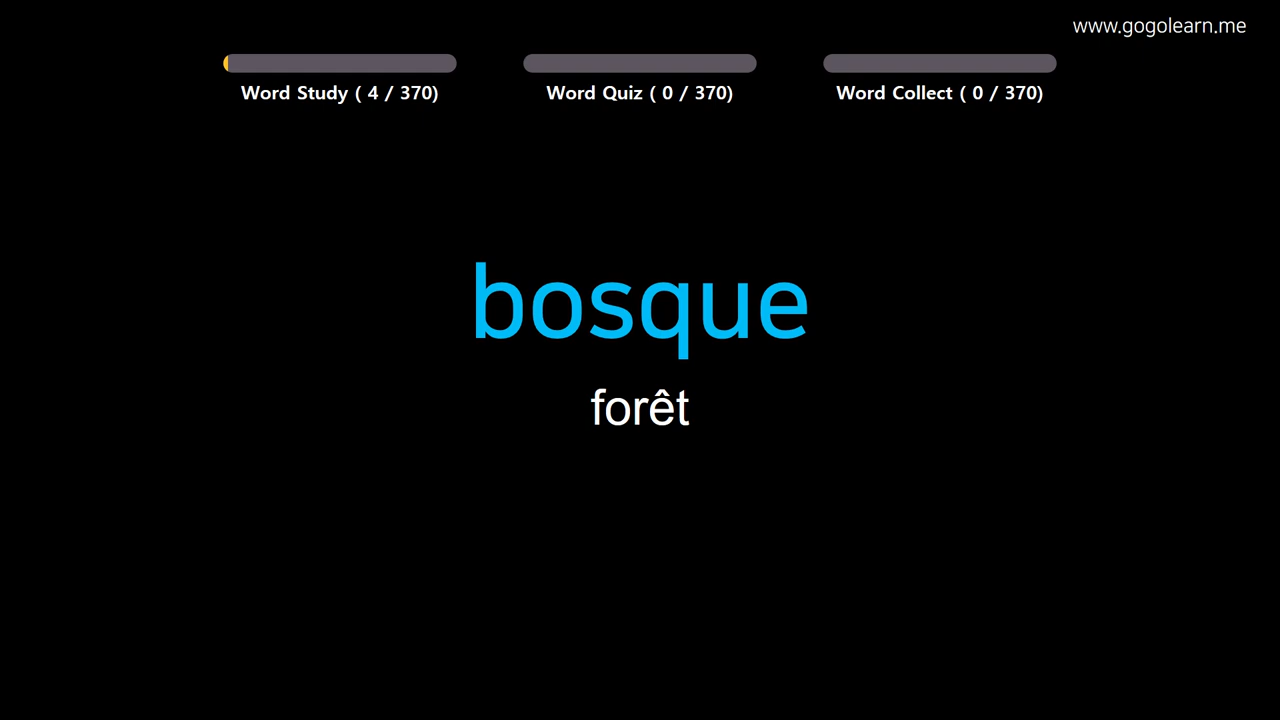 www.gogolearn.me
Word Study ( 4 / 370)
Word Quiz ( 0 / 370)
Word Collect ( 0 / 370)
bosque
forêt